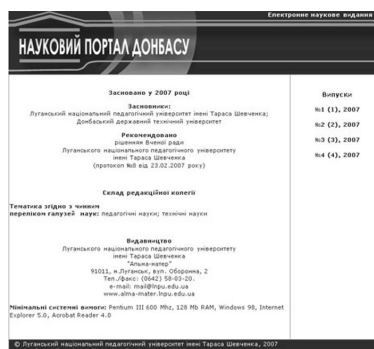 Електронне наукове видання
НАУКОВИЙ ПОРТАЛ ДОНБАСУ
Засновано у 2007 році
Засновники:
Луганський національний педагогічний університет імені Тараса Шевченка;
Донбаський державний технічний університет
Рекомендовано
рішенням Вченої ради
Луганського національного педагогічного університету
імені Тараса Шевченка
(протокол №8 від 23.02.2007 року)
Склад редакційної колегії
Тематика згідно з чинним
переліком галузей наук: педагогічні науки; технічні науки
Видавництво
Луганського національного педагогічного університету
імені Тараса Шевченка
"Альма-матер"
91011, м.Луганськ, вул. Оборонна, 2
Тел./факс: (0642) 58-03-20.
e-mail: mail@lnpu.edu.ua
www.alma-mater.lnpu.edu.ua
Мінімальні системні вимоги: Pentium III 600 Mhz, 128 Mb RAM, Windows 98, Internet
Explorer 5.0, Acrobat Reader 4.0
Випуски
№1 (1), 2007
№2 (2), 2007
№3 (3), 2007
№4 (4), 2007
© Луганський національний педагогічний університет імені Тараса Шевченка, 2007